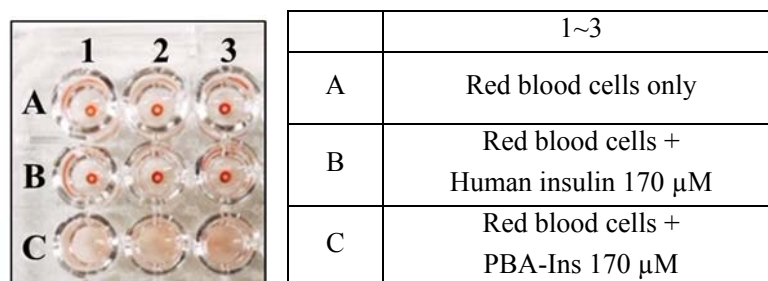 1 2 3
A
B
C
1~3
A Red blood cells only
B Red blood cells +
Human insulin 170 μM
C Red blood cells +
PBA-Ins 170 μM